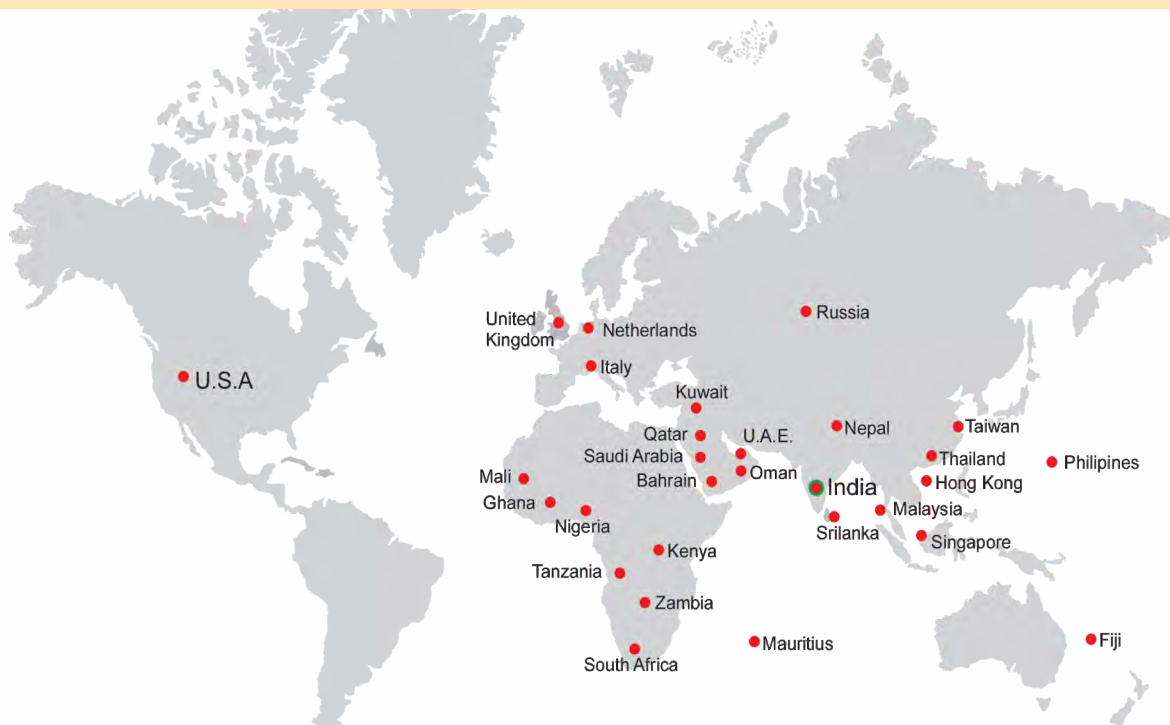 United
Kingdom
Netherlands
Russia
Italy
U.S.A
Kuwait
Qatar
U.A.E.
Nepal
Taiwan
Saudi Arabia
Thailand
Philipines
Mali
Bahrain
Oman
India
Hong Kong
Ghana
Nigeria
Srilanka
Malaysia
Singapore
Kenya
Tanzania
Zambia
Mauritius
Fiji
South Africa